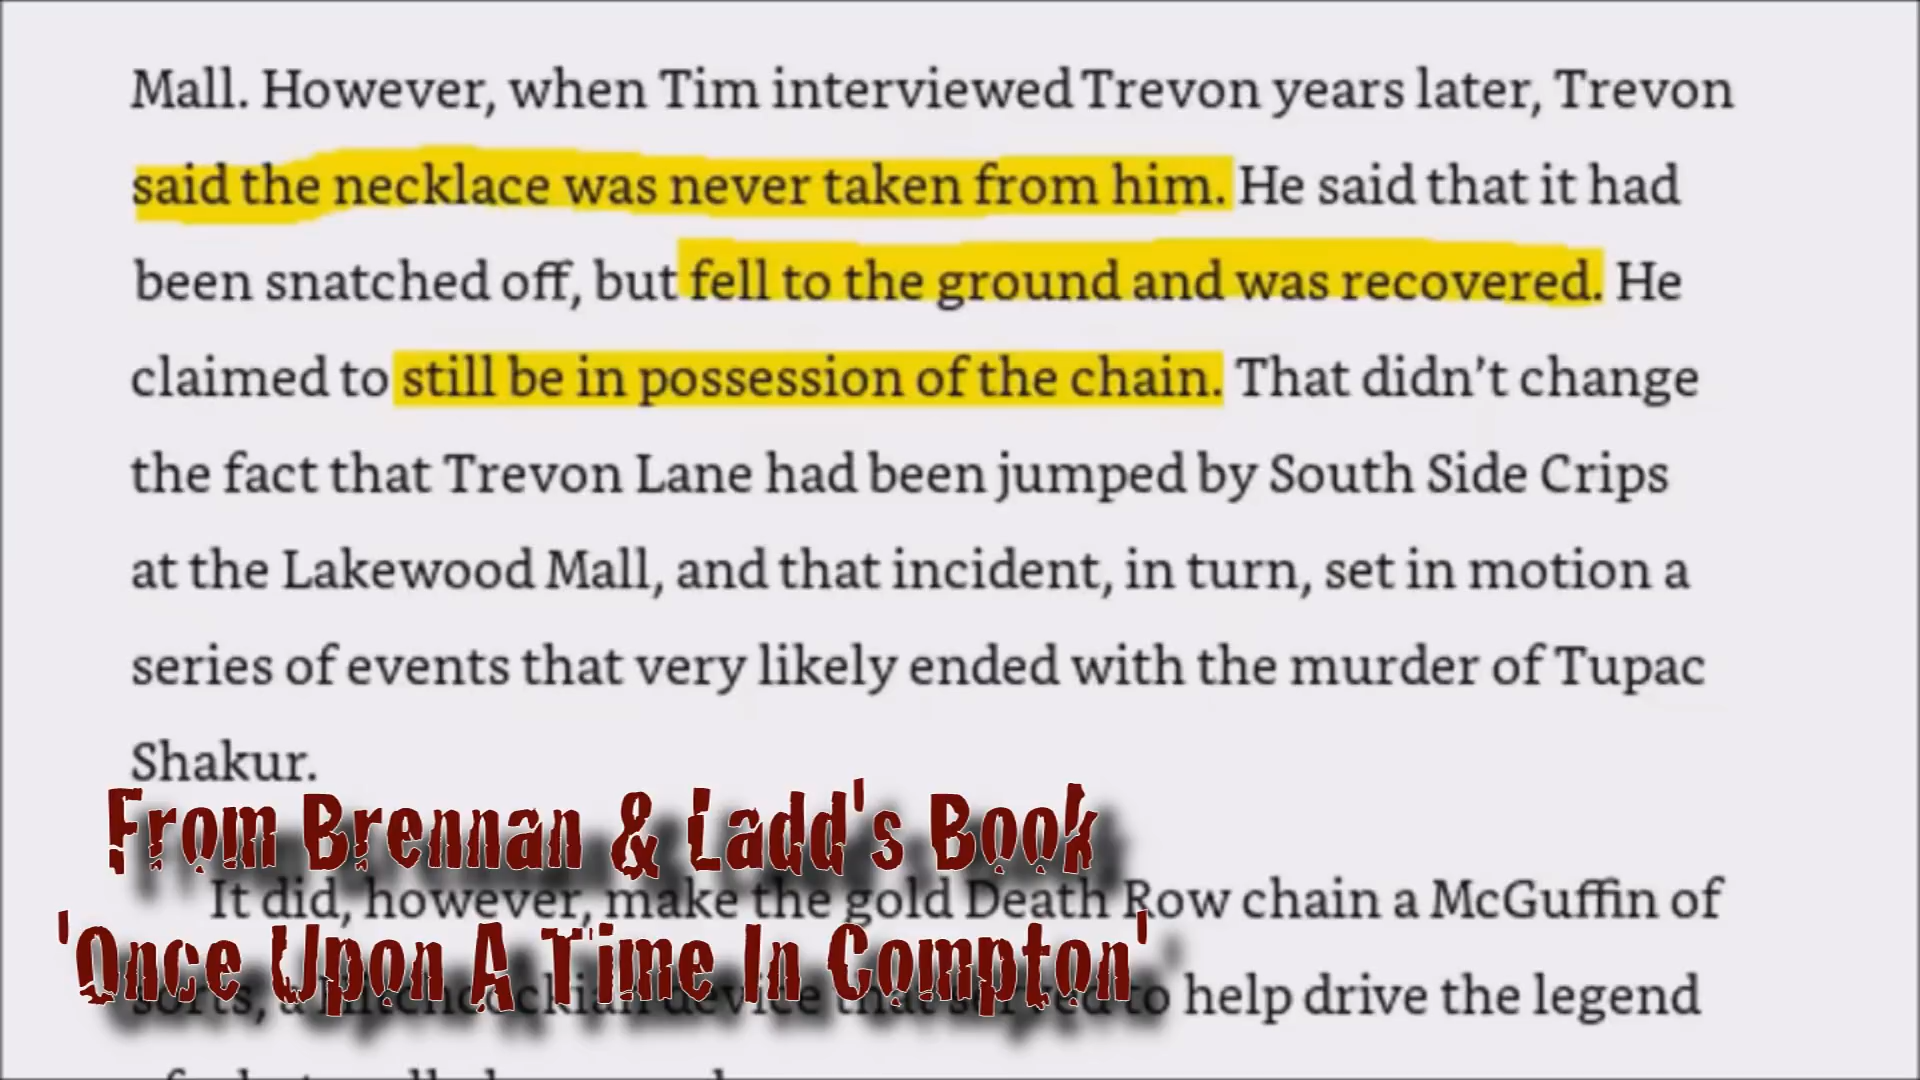 Mall. However, when Tim interviewed Trevon years later, Trevon
said the necklace was never taken from him. He said that it had
been snatched off, but fell to the ground and was recovered. He
claimed to still be in possession of the chain. That didn't change
the fact that Trevon Lane had been jumped by South Side Crips
at the Lakewood Mall, and that incident, in turn, set in motion a
series of events that very likely ended with the murder of Tupac
Shakur.
From Brennan & Ladd's Book
It did, however, make the gold Death Row chain a McGuffin of
'Once Upon A Time In Compton'
sorts, a device that served to help drive the legend